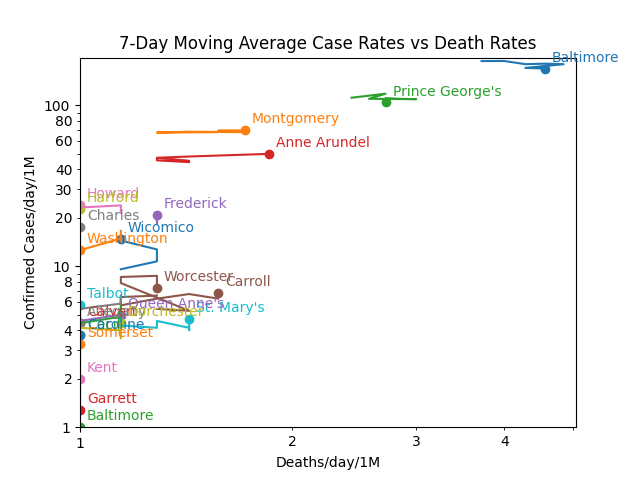 7-Day Moving Average Case Rates vs Death Rates
Baltimore
Prince George's
Montgomery
Anne Arundel
Howard
Harford
Frederick
Charles
Wicomico
Washington
Worcester
Carroll
Talbot
Queen Anne's
St. Mary's
Dorchester
Caroline
Somerset
Kent
Garrett
Baltimore
Confirmed Cases/day/1M
100
80
60
40
30
20
10
8
6
4
3
2
1
1
2
3
4
Deaths/day/1M